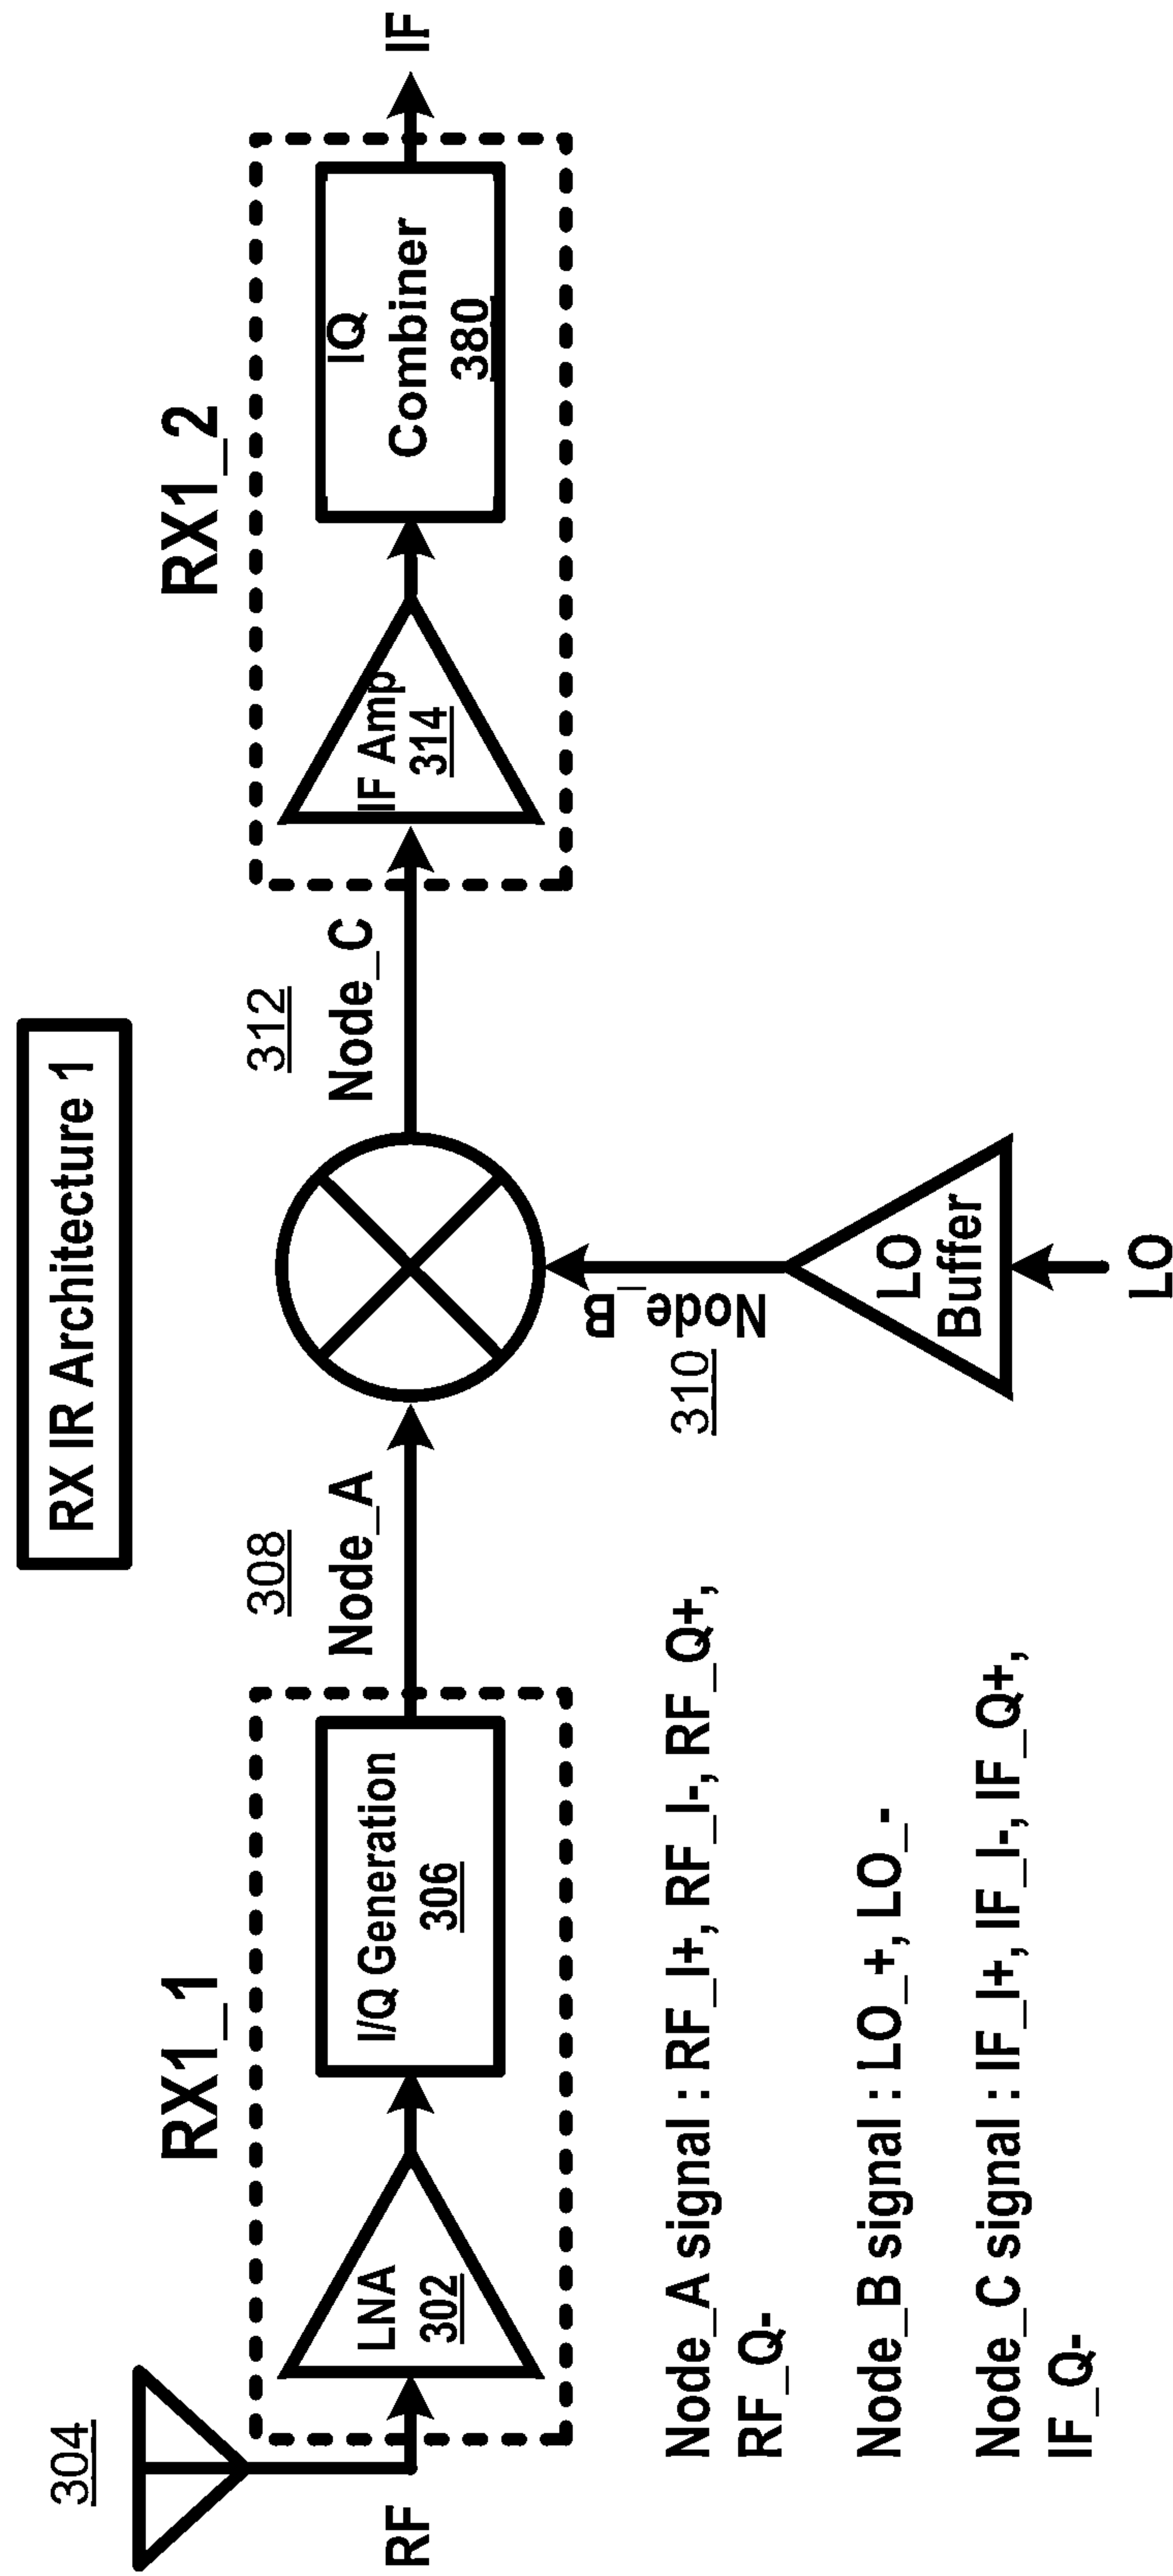 RX IR Architecture 1
304
RF
RX1_1
LNA
302
I/Q Generation
306
308
Node_A
310
Node_B
LO
Buffer
LO
312
Node_C
RX1_2
IF Amp
314
IQ
Combiner
380
IF
Node_A signal : RF_I+, RF_I-, RF_Q+,
RF_Q-
Node_B signal : LO_+, LO_-
Node_C signal : IF_I+, IF_I-, IF_Q+,
IF_Q-